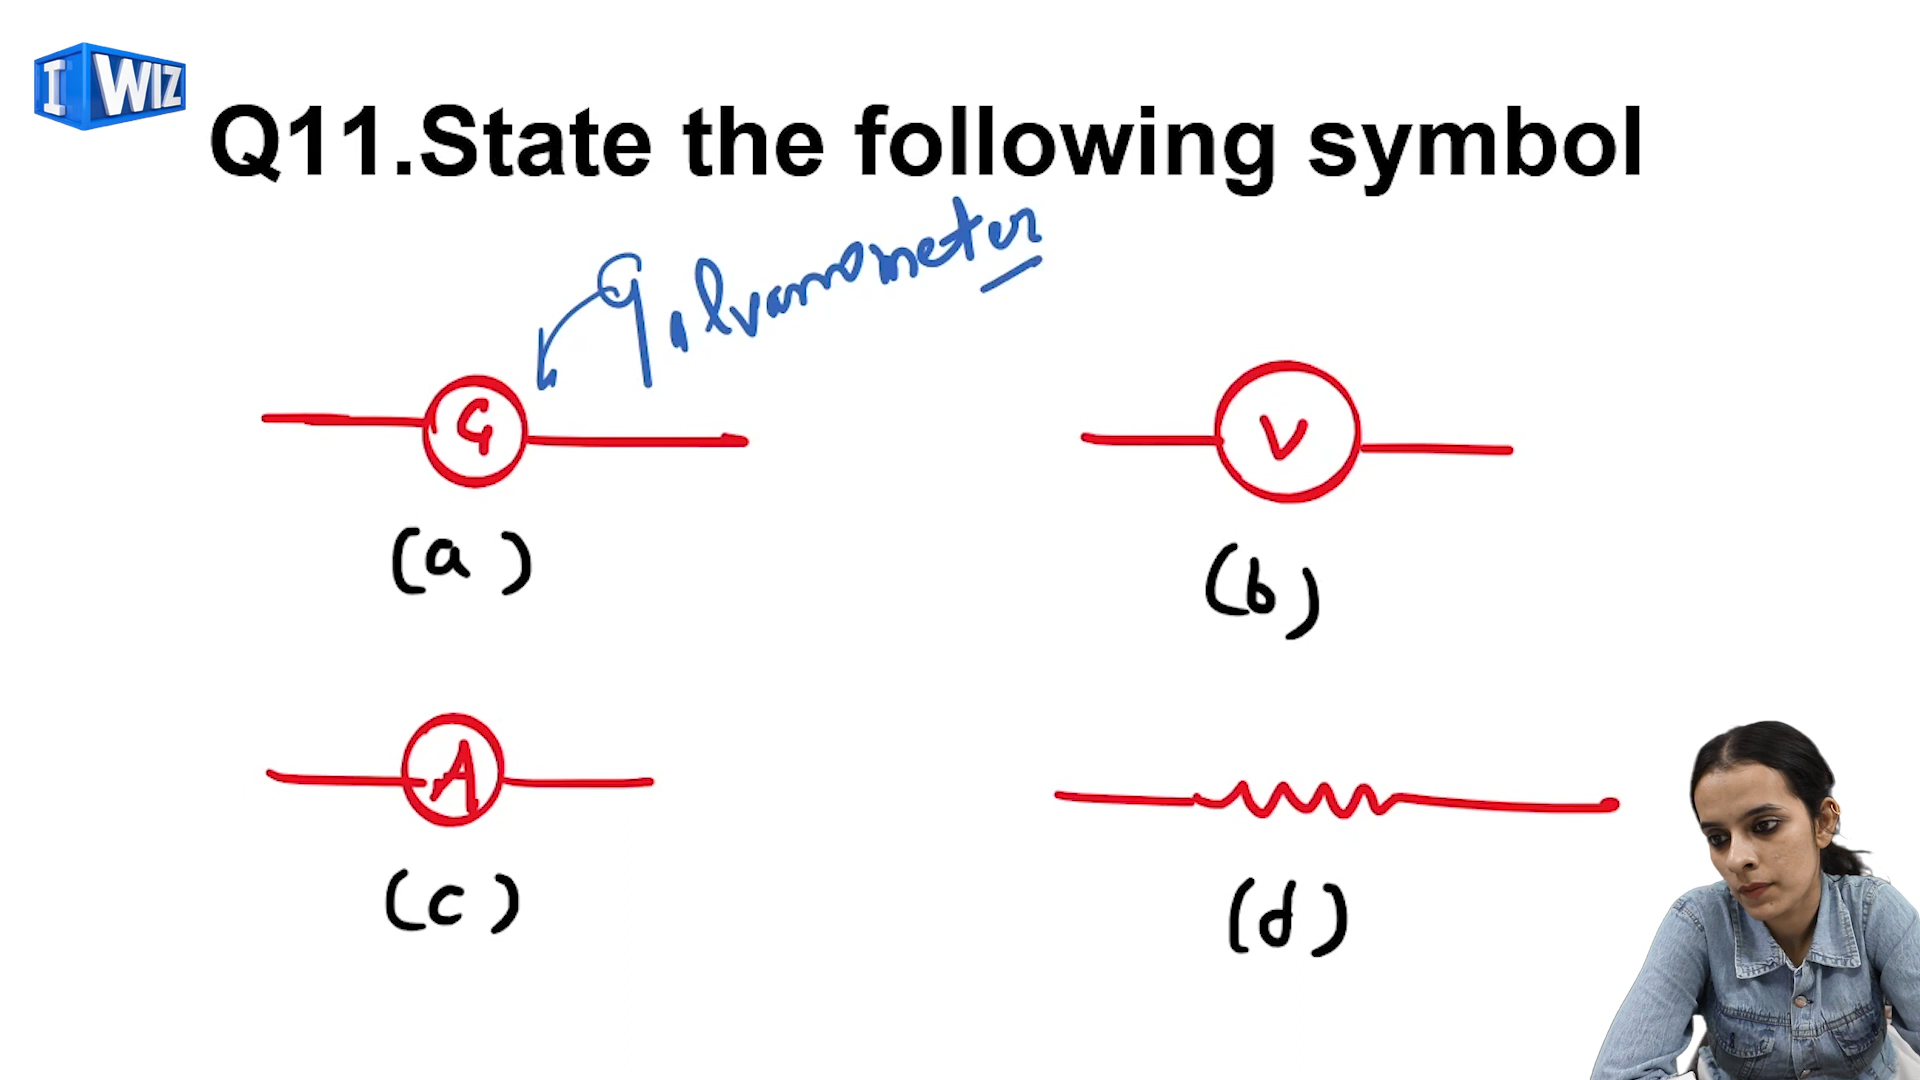 I WIZ
Q11.State the following symbol
Galvanometer
G
V
(a)
(b)
A
(c)
(d)